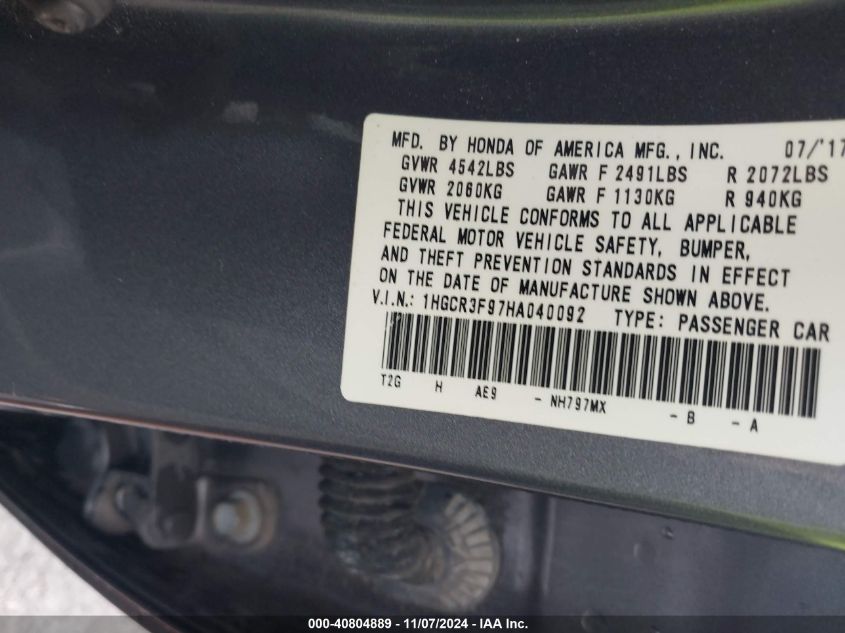 MFD. BY HONDA OF AMERICA MFG., INC. 07/'17
GVWR 4542LBS GAWR F 2491LBS R 2072LBS
GVWR 2060KG GAWR F 1130KG R 940KG
THIS VEHICLE CONFORMS TO ALL APPLICABLE
FEDERAL MOTOR VEHICLE SAFETY, BUMPER,
AND THEFT PREVENTION STANDARDS IN EFFECT
ON THE DATE OF MANUFACTURE SHOWN ABOVE.
V.I.N.: 1HGCR3F97HA040092 TYPE: PASSENGER CAR
T2G H AE9 - NH797MX - B - A
000-40804889 - 11/07/2024 - IAA Inc.